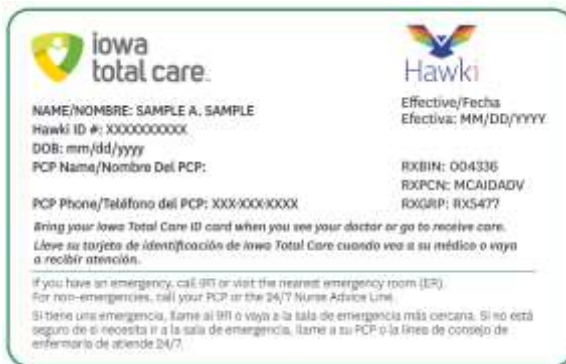 iowa
total care™
Hawki
NAME/NOMBRE: SAMPLE A. SAMPLE
Hawki ID #: XXXXXXXXXX
DOB: mm/dd/yyyy
PCP Name/Nombre Del PCP:
PCP Phone/Teléfono del PCP: XXX-XXX-XXXX
Effective/Fecha
Efectiva: MM/DD/YYYY
RXBIN: 004336
RXPCN: MCAIDADV
RXGRP: RX5477
Bring your Iowa Total Care ID card when you see your doctor or go to receive care.
Lleve su tarjeta de identificación de Iowa Total Care cuando vea a su médico o vaya
a recibir atención.
If you have an emergency, call 911 or visit the nearest emergency room (ER).
For non-emergencies, call your PCP or the 24/7 Nurse Advice Line.
Si tiene una emergencia, llame al 911 o vaya a la sala de emergencia más cercana. Si no está
seguro de si necesita ir a la sala de emergencia, llame a su PCP o la línea de consejo de
enfermería de atiende 24/7.